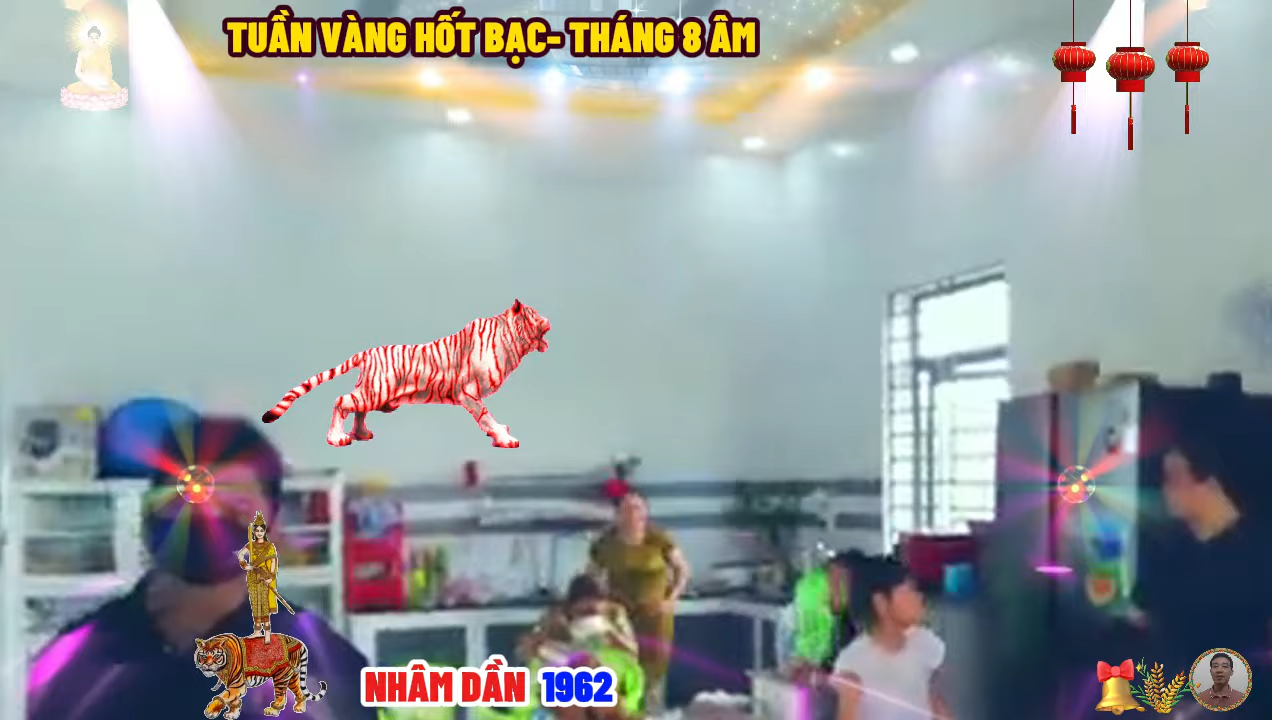 TUẦN VÀNG HỐT BẠC- THÁNG 8 ÂM
NHÂM DẦN 1962